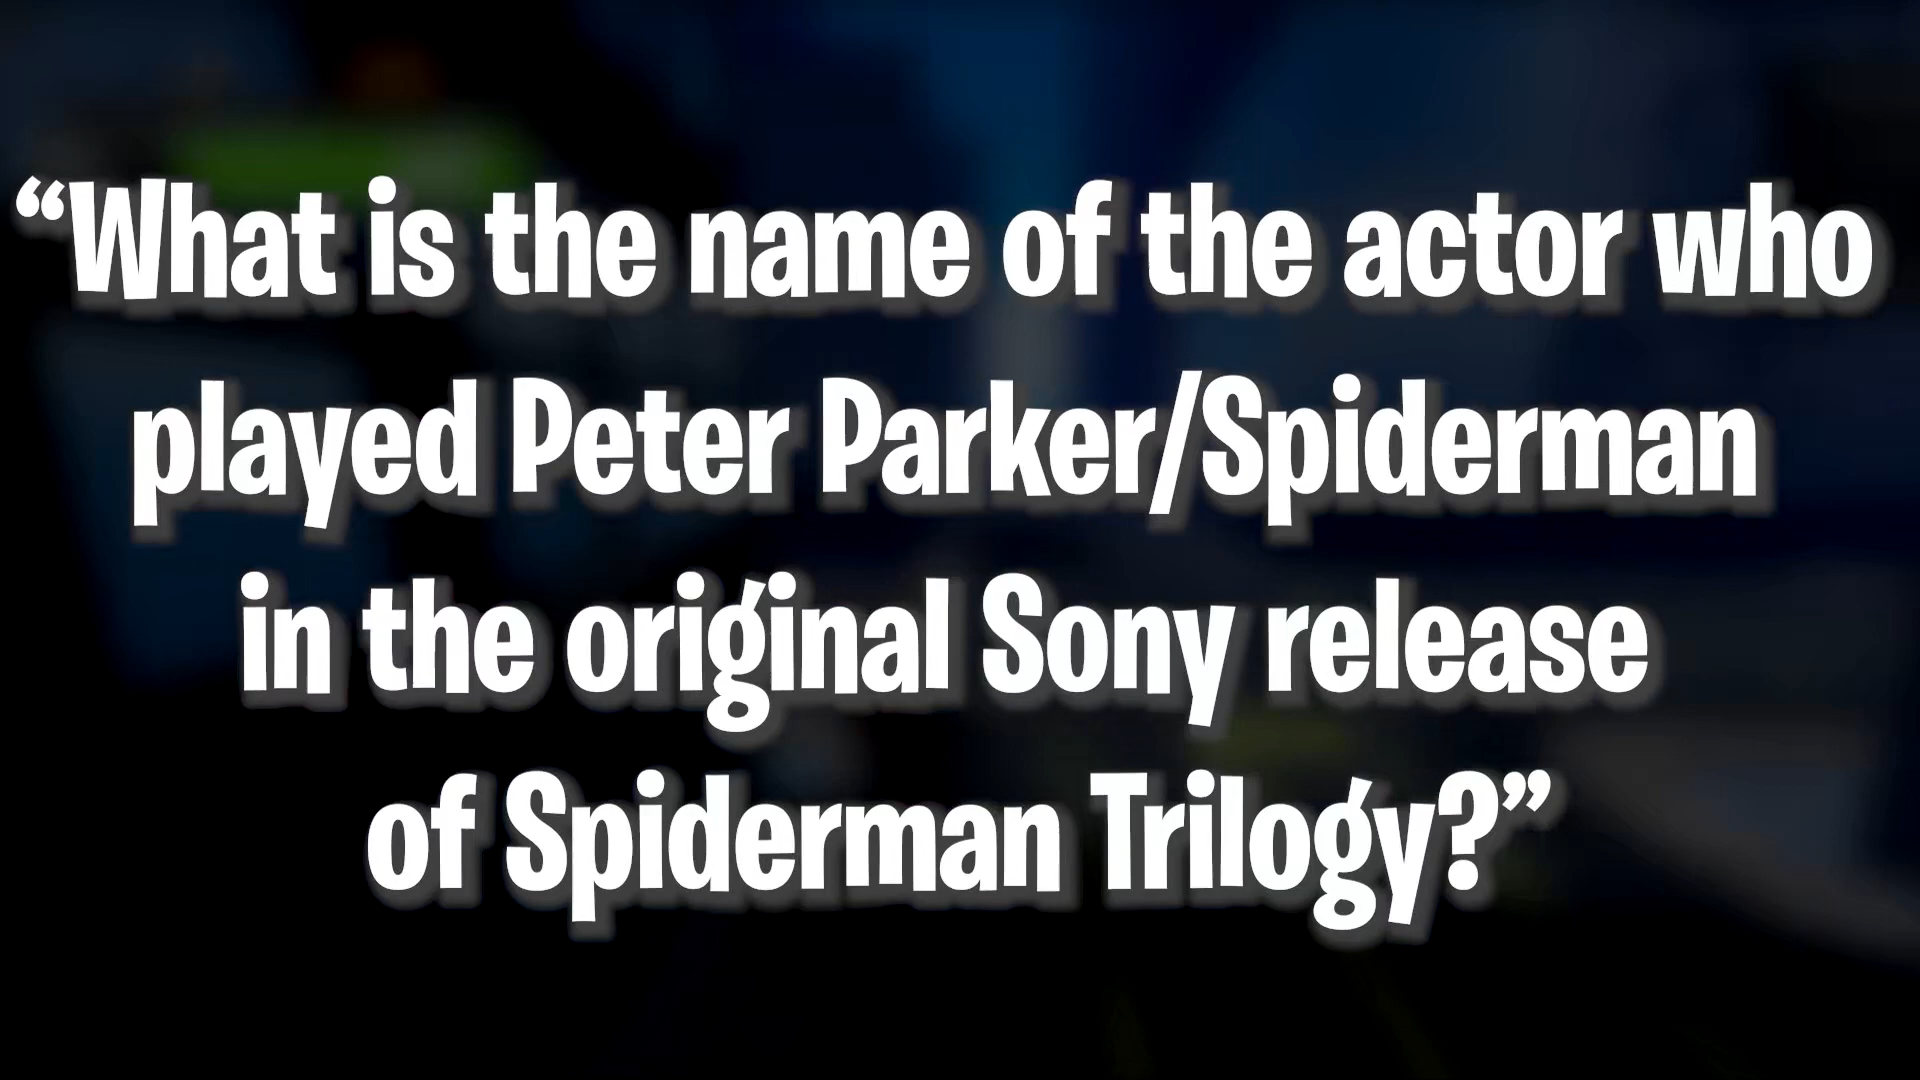 “What is the name of the actor who
played Peter Parker/Spiderman
in the original Sony release
of Spiderman Trilogy?”